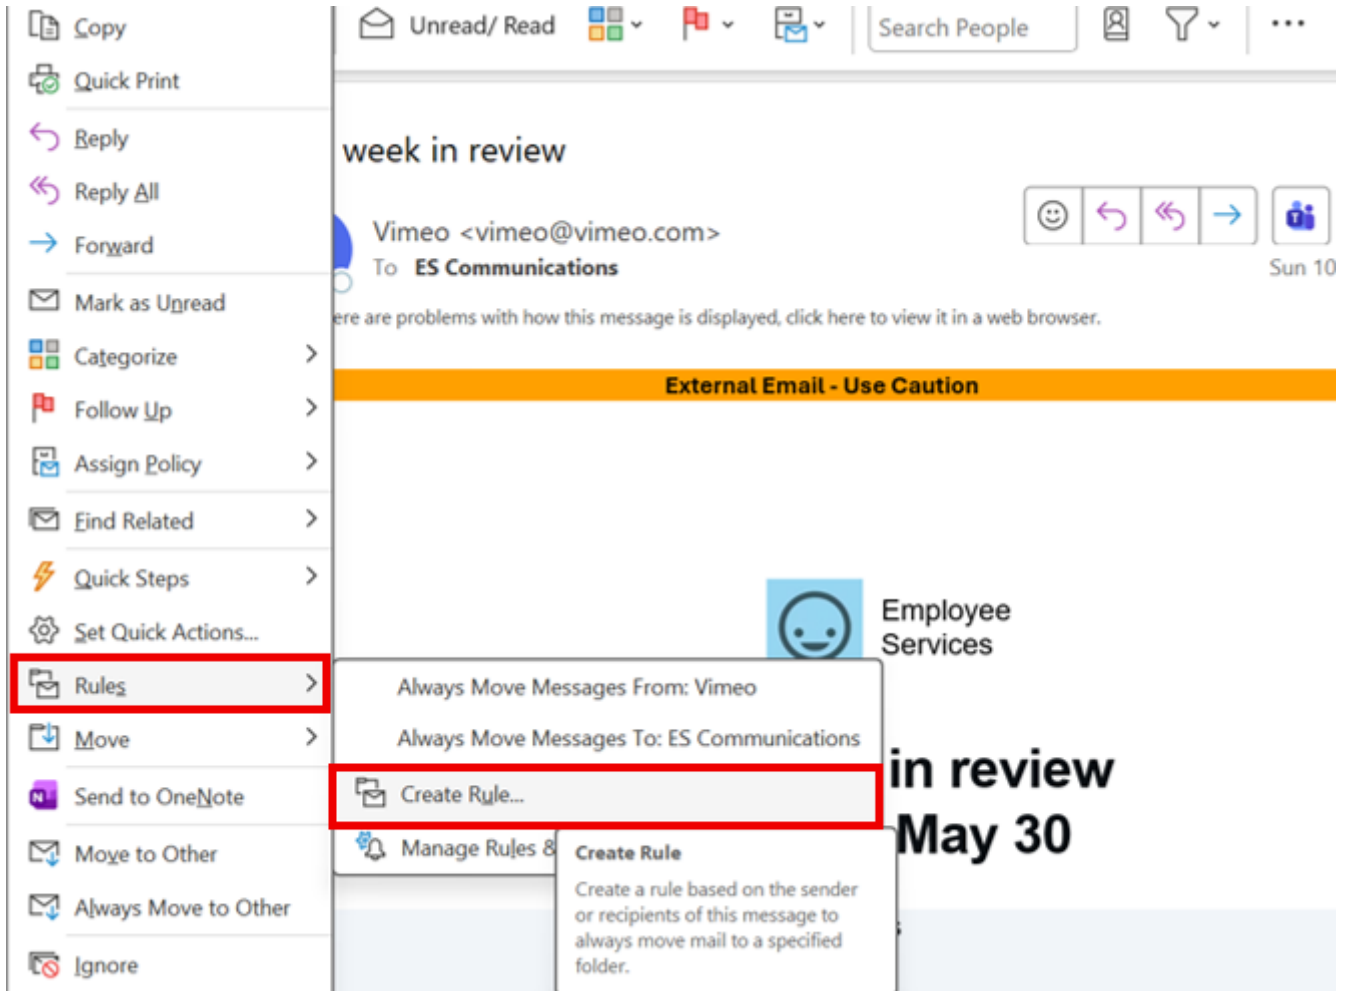 Copy
Quick Print
Reply
Reply All
Forward
Mark as Unread
Categorize
Follow Up
Assign Policy
Find Related
Quick Steps
Set Quick Actions...
Rules
Move
Send to OneNote
Move to Other
Always Move to Other
Ignore
Unread/ Read
Search People
week in review
Vimeo <vimeo@vimeo.com>
To ES Communications
Sun 10
ere are problems with how this message is displayed, click here to view it in a web browser.
External Email - Use Caution
Employee
Services
in review
May 30
Always Move Messages From: Vimeo
Always Move Messages To: ES Communications
Create Rule...
Manage Rules &
Create Rule
Create a rule based on the sender
or recipients of this message to
always move mail to a specified
folder.